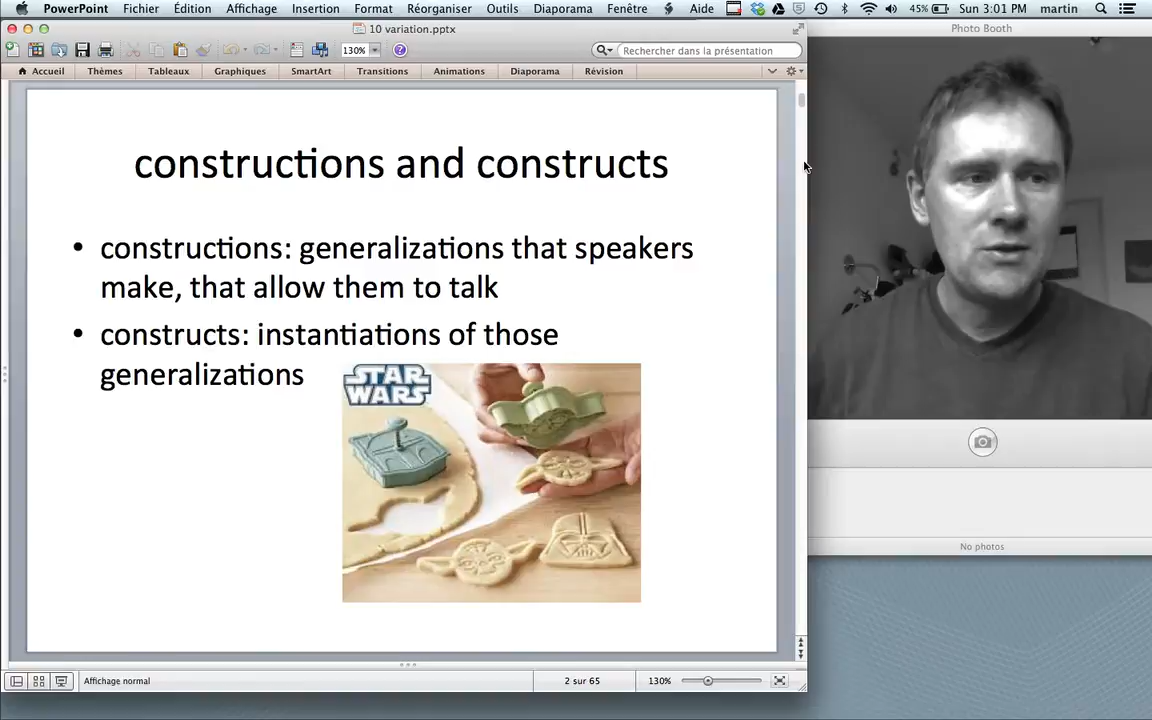 PowerPoint Fichier Édition Affichage Insertion Format Réorganiser Outils Diaporama Fenêtre Aide 45% Sun 3:01 PM martin
10 variation.pptx
Photo Booth
130%
Rechercher dans la présentation
Accueil Thèmes Tableaux Graphiques SmartArt Transitions Animations Diaporama Révision
constructions and constructs
• constructions: generalizations that speakers
make, that allow them to talk
• constructs: instantiations of those
generalizations
STAR
WARS
No photos
Affichage normal 2 sur 65 130%